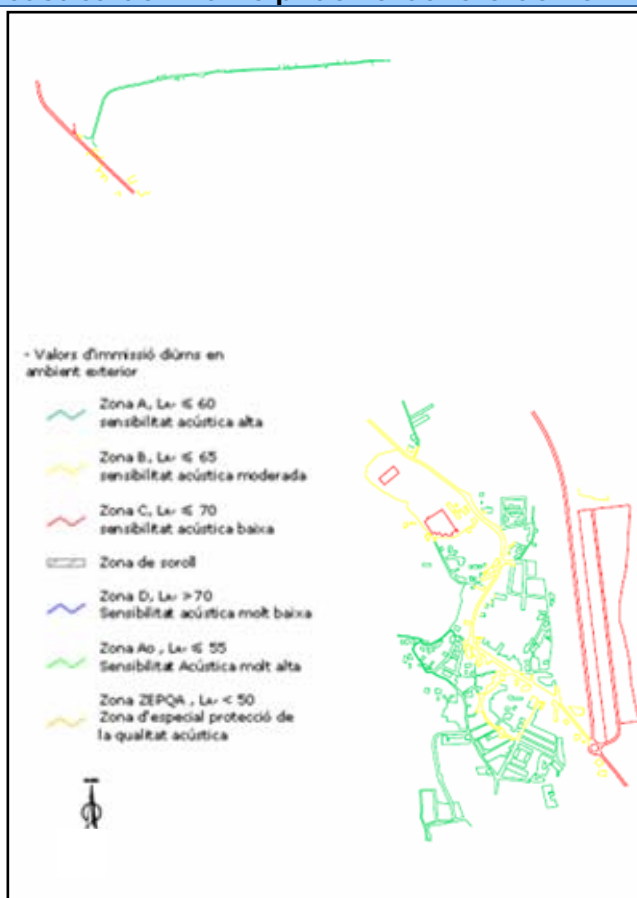 - Valors d'immissió diürns en
ambient exterior
Zona A, LAr ≤ 60
sensibilitat acústica alta
Zona B, LAr ≤ 65
sensibilitat acústica moderada
Zona C, LAr ≤ 70
sensibilitat acústica baixa
Zona de soroll
Zona D, LAr >70
Sensibilitat acústica molt baixa
Zona Ao , LAr ≤ 55
Sensibilitat Acústica molt alta
Zona ZEPQA , LAr < 50
Zona d'especial protecció de
la qualitat acústica